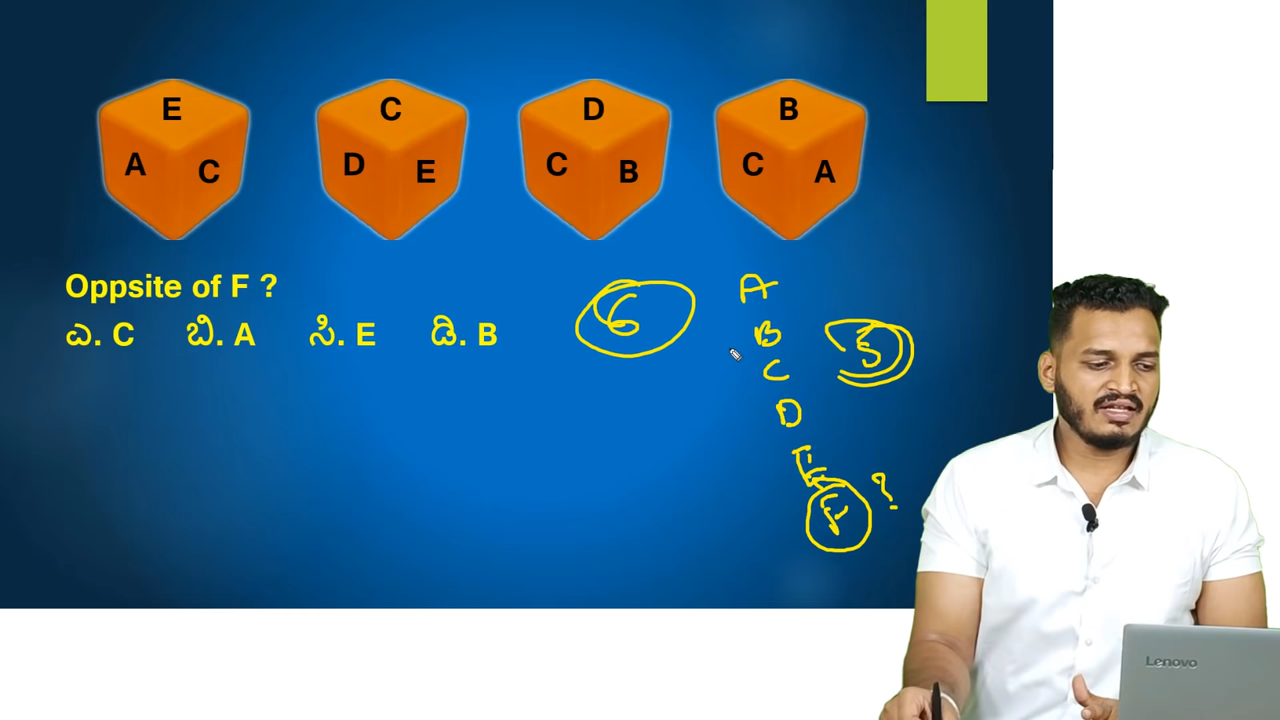 E
A C
C
D E
D
C B
B
C A
Oppsite of F ?
ಎ. C ಬಿ. A ಸಿ. E ಡಿ. B
6
A
B
5
C
D
E
F ?
Lenovo